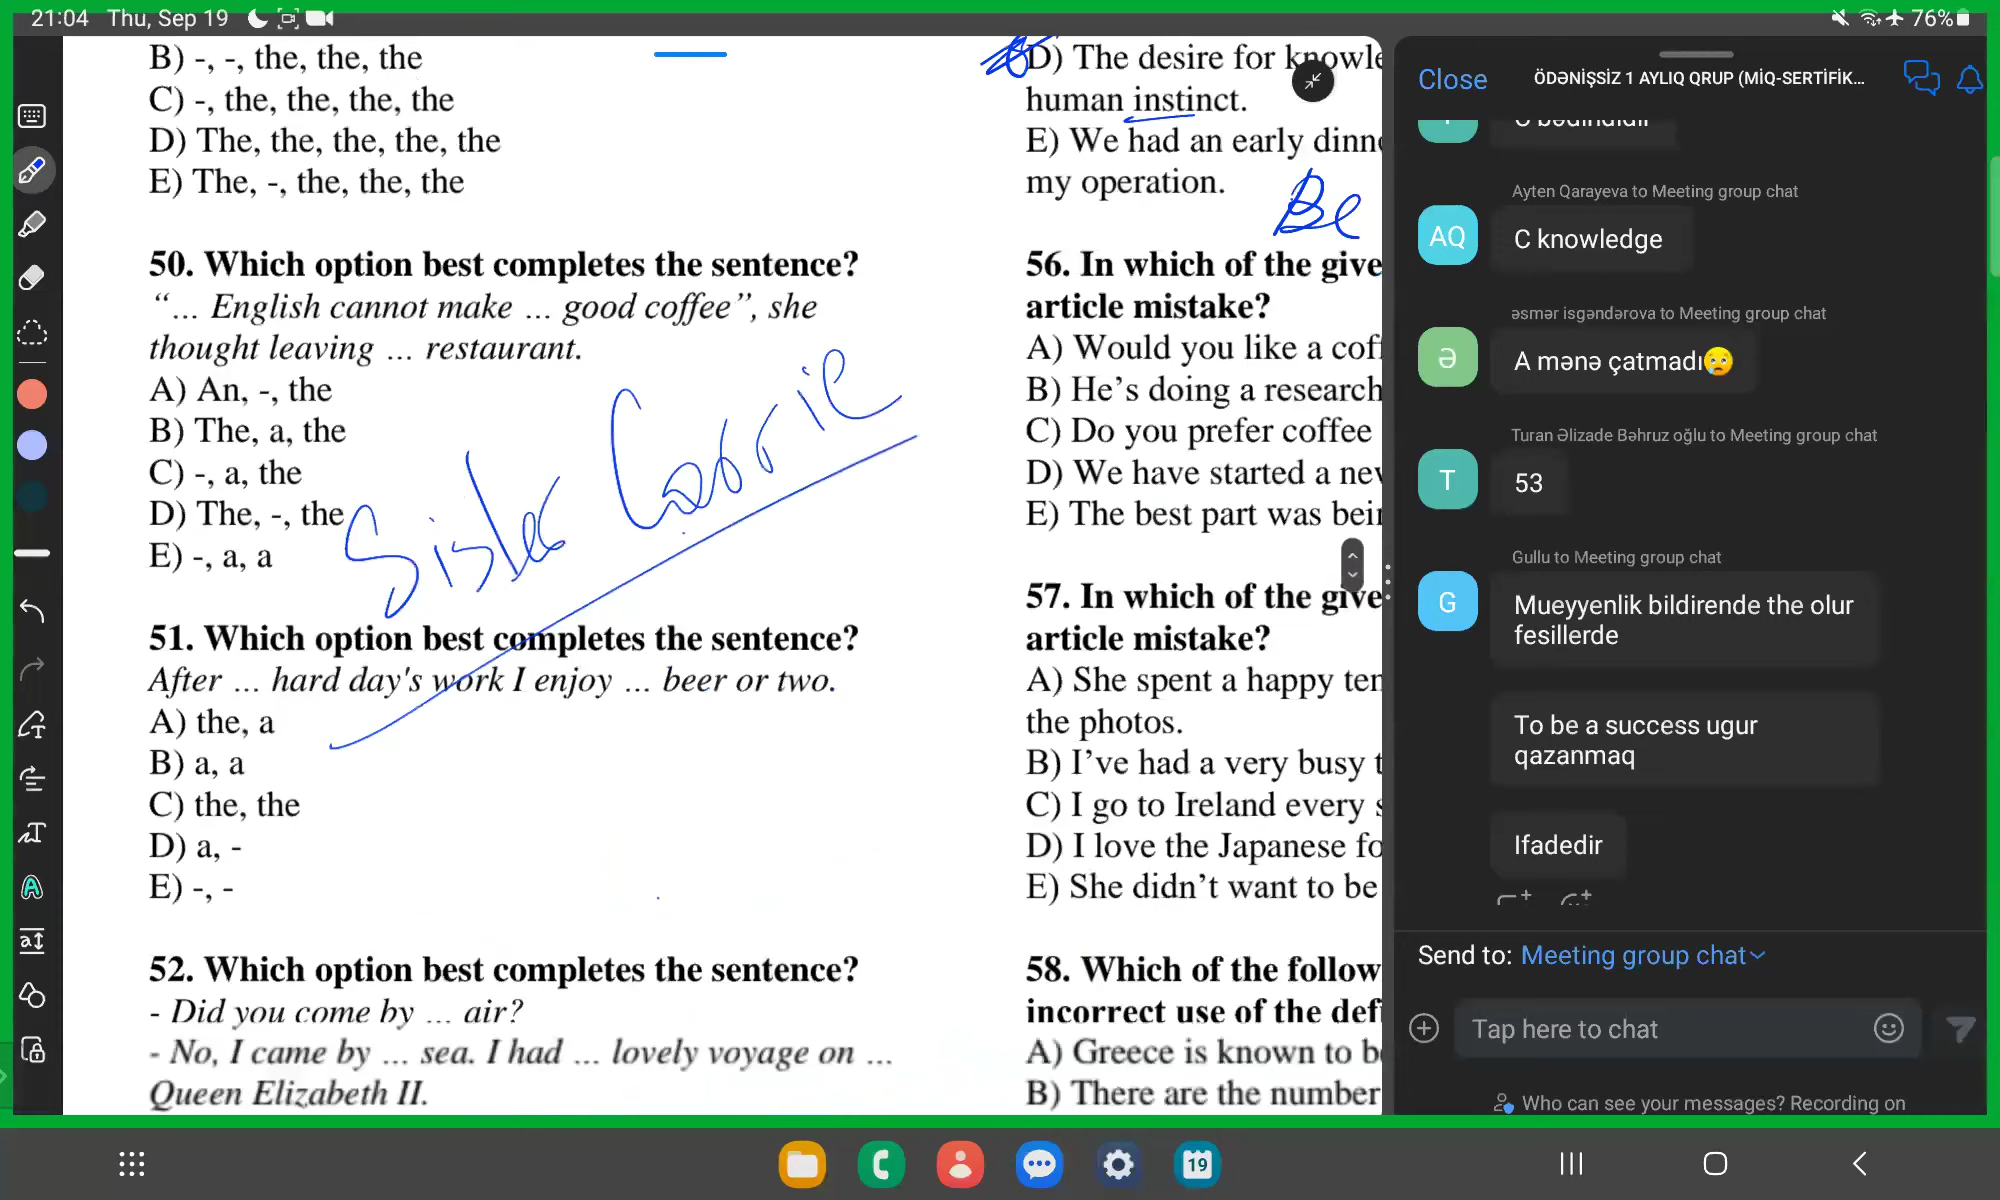 21:04 Thu, Sep 19
76%
B) -, -, the, the, the
C) -, the, the, the, the
D) The, the, the, the, the
E) The, -, the, the, the
50. Which option best completes the sentence?
“... English cannot make ... good coffee”, she
thought leaving ... restaurant.
A) An, -, the
B) The, a, the
C) -, a, the
D) The, -, the
E) -, a, a
Sister Carrie
51. Which option best completes the sentence?
After ... hard day's work I enjoy ... beer or two.
A) the, a
B) a, a
C) the, the
D) a, -
E) -, -
52. Which option best completes the sentence?
- Did you come by ... air?
- No, I came by ... sea. I had ... lovely voyage on ...
Queen Elizabeth II.
D) The desire for knowle
human instinct.
E) We had an early dinn
my operation.
Be
56. In which of the give
article mistake?
A) Would you like a cof
B) He’s doing a research
C) Do you prefer coffee
D) We have started a new
E) The best part was bein
57. In which of the give
article mistake?
A) She spent a happy ten
the photos.
B) I’ve had a very busy t
C) I go to Ireland every s
D) I love the Japanese fo
E) She didn’t want to be
58. Which of the follow
incorrect use of the defi
A) Greece is known to b
B) There are the number
Close
ÖDƏNİŞSİZ 1 AYLIQ QRUP (MİQ-SERTİFİK...
Ayten Qarayeva to Meeting group chat
AQ
C knowledge
əsmər isgəndərova to Meeting group chat
Ə
A mənə çatmadı😢
Turan Əlizade Bəhruz oğlu to Meeting group chat
T
53
Gullu to Meeting group chat
G
Mueyyenlik bildirende the olur
fesillerde
To be a success ugur
qazanmaq
Ifadedir
Send to: Meeting group chat
Tap here to chat
Who can see your messages? Recording on
19